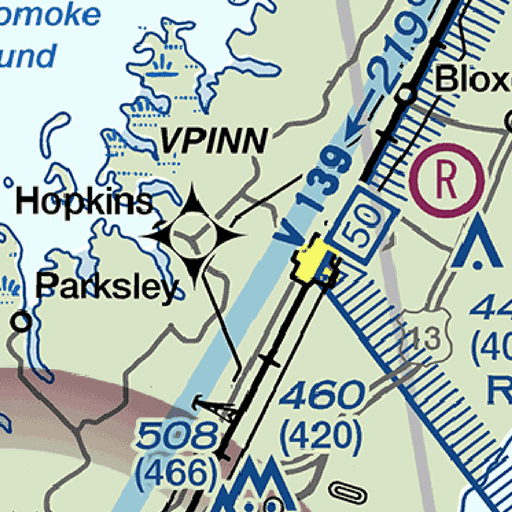 omoke
und
219°
Blox
VPINN
V 139
R
Hopkins
50
Parksley
44
13
(40
R
460
(420)
508
(466)